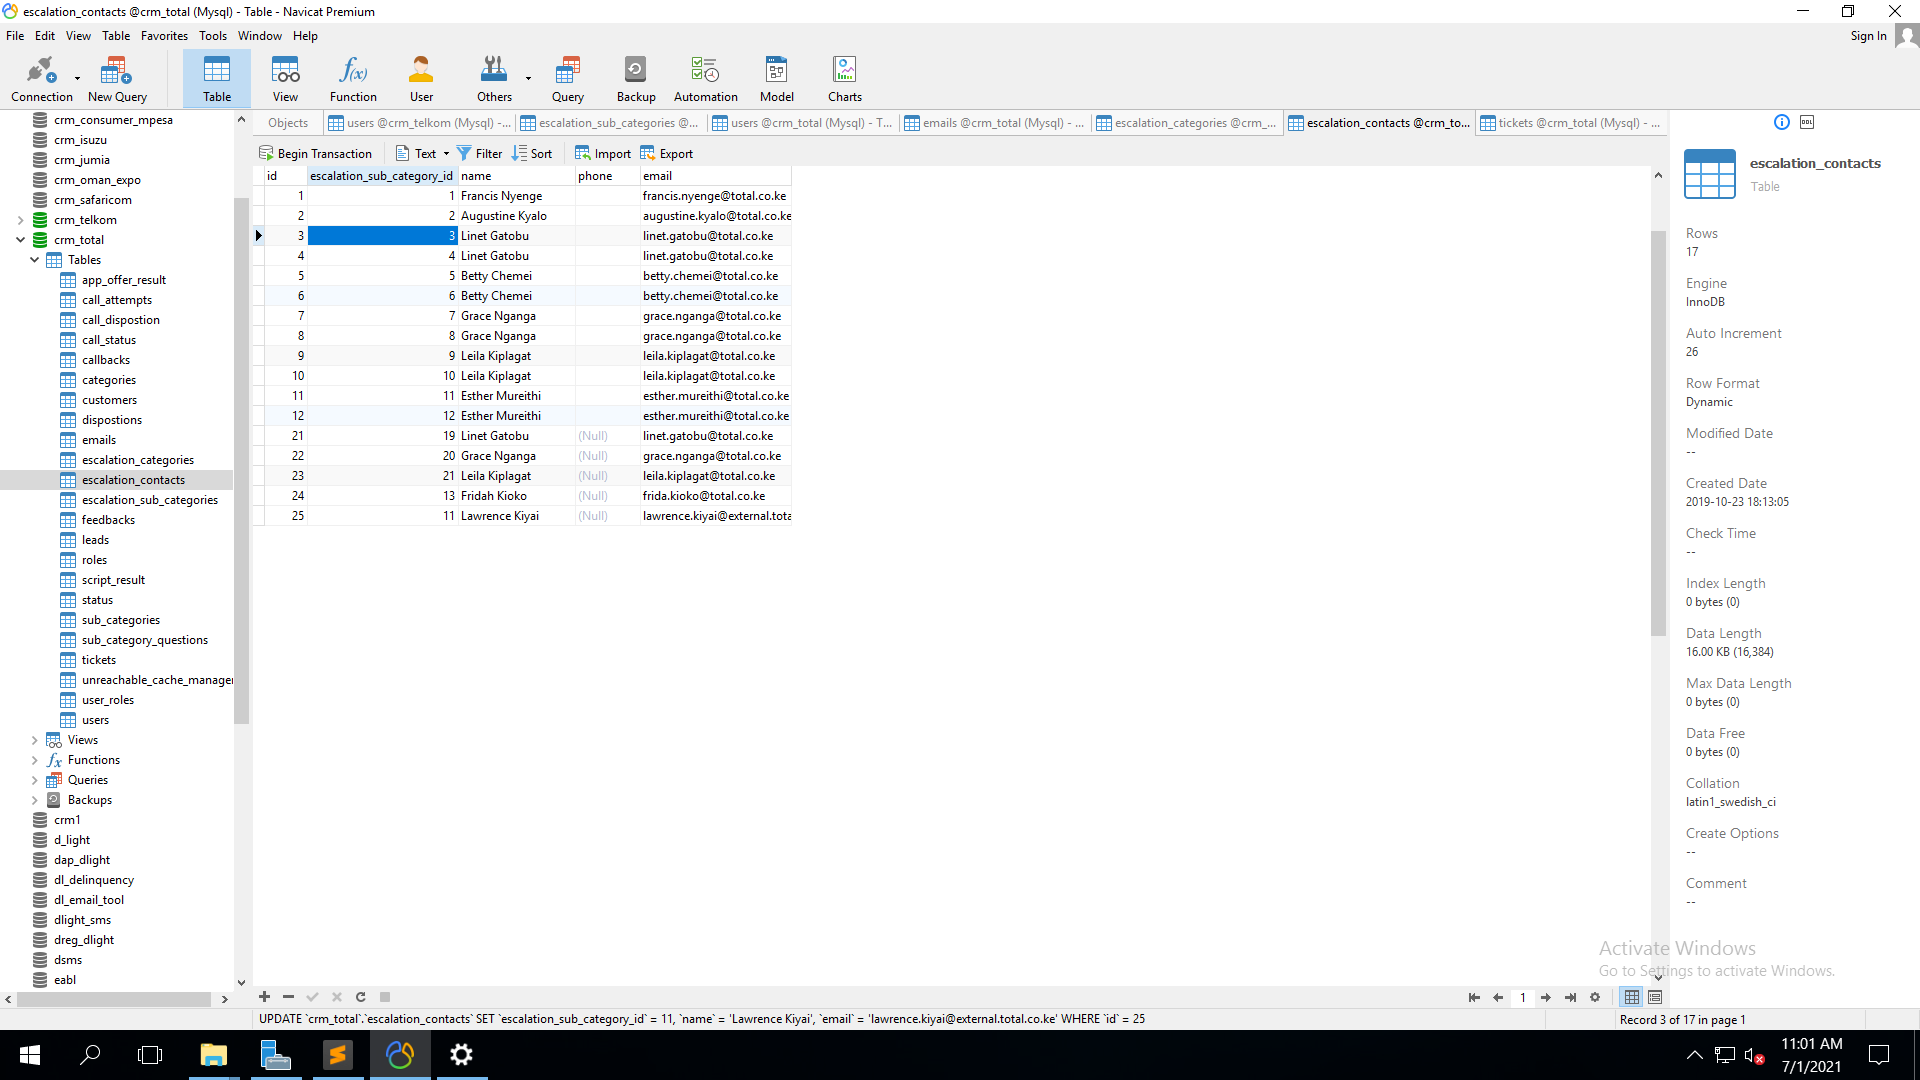 escalation_contacts @crm_total (Mysql) - Table - Navicat Premium
File Edit View Table Favorites Tools Window Help
Sign In
Connection New Query Table View Function User Others Query Backup Automation Model Charts
Objects users @crm_telkom (Mysql) -... escalation_sub_categories @... users @crm_total (Mysql) - T... emails @crm_total (Mysql) - ... escalation_categories @crm_... escalation_contacts @crm_to... tickets @crm_total (Mysql) - ...
Begin Transaction Text Filter Sort Import Export
crm_consumer_mpesa
crm_isuzu
crm_jumia
crm_oman_expo
crm_safaricom
crm_telkom
crm_total
Tables
app_offer_result
call_attempts
call_dispostion
call_status
callbacks
categories
customers
dispostions
emails
escalation_categories
escalation_contacts
escalation_sub_categories
feedbacks
leads
roles
script_result
status
sub_categories
sub_category_questions
tickets
unreachable_cache_manager
user_roles
users
Views
Functions
Queries
Backups
crm1
d_light
dap_dlight
dl_delinquency
dl_email_tool
dlight_sms
dreg_dlight
dsms
eabl
id escalation_sub_category_id name phone email
1 1 Francis Nyenge francis.nyenge@total.co.ke
2 2 Augustine Kyalo augustine.kyalo@total.co.ke
3 3 Linet Gatobu linet.gatobu@total.co.ke
4 4 Linet Gatobu linet.gatobu@total.co.ke
5 5 Betty Chemei betty.chemei@total.co.ke
6 6 Betty Chemei betty.chemei@total.co.ke
7 7 Grace Nganga grace.nganga@total.co.ke
8 8 Grace Nganga grace.nganga@total.co.ke
9 9 Leila Kiplagat leila.kiplagat@total.co.ke
10 10 Leila Kiplagat leila.kiplagat@total.co.ke
11 11 Esther Mureithi esther.mureithi@total.co.ke
12 12 Esther Mureithi esther.mureithi@total.co.ke
21 19 Linet Gatobu (Null) linet.gatobu@total.co.ke
22 20 Grace Nganga (Null) grace.nganga@total.co.ke
23 21 Leila Kiplagat (Null) leila.kiplagat@total.co.ke
24 13 Fridah Kioko (Null) frida.kioko@total.co.ke
25 11 Lawrence Kiyai (Null) lawrence.kiyai@external.tota
DDL
escalation_contacts
Table
Rows
17
Engine
InnoDB
Auto Increment
26
Row Format
Dynamic
Modified Date
--
Created Date
2019-10-23 18:13:05
Check Time
--
Index Length
0 bytes (0)
Data Length
16.00 KB (16,384)
Max Data Length
0 bytes (0)
Data Free
0 bytes (0)
Collation
latin1_swedish_ci
Create Options
--
Comment
--
Activate Windows
Go to Settings to activate Windows.
1
UPDATE `crm_total`.`escalation_contacts` SET `escalation_sub_category_id` = 11, `name` = 'Lawrence Kiyai', `email` = 'lawrence.kiyai@external.total.co.ke' WHERE `id` = 25
Record 3 of 17 in page 1
11:01 AM
7/1/2021